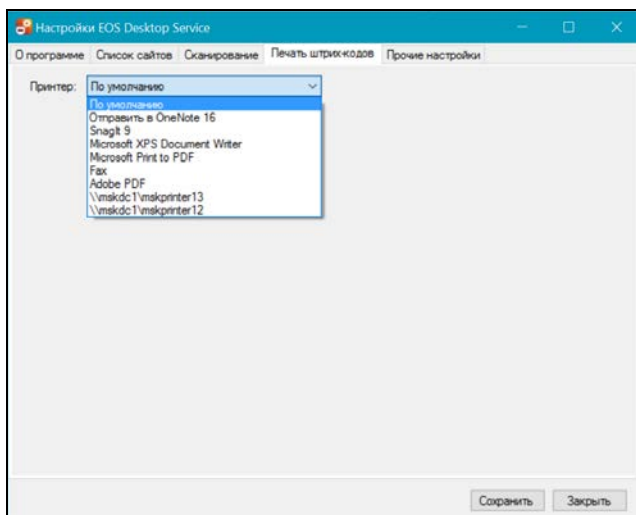 Настройки EOS Desktop Service
О программе Список сайтов Сканирование Печать штрих-кодов Прочие настройки
Принтер: По умолчанию
По умолчанию
Отправить в OneNote 16
SnagIt 9
Microsoft XPS Document Writer
Microsoft Print to PDF
Fax
Adobe PDF
\\mskdc1\mskprinter13
\\mskdc1\mskprinter12
Сохранить Закрыть